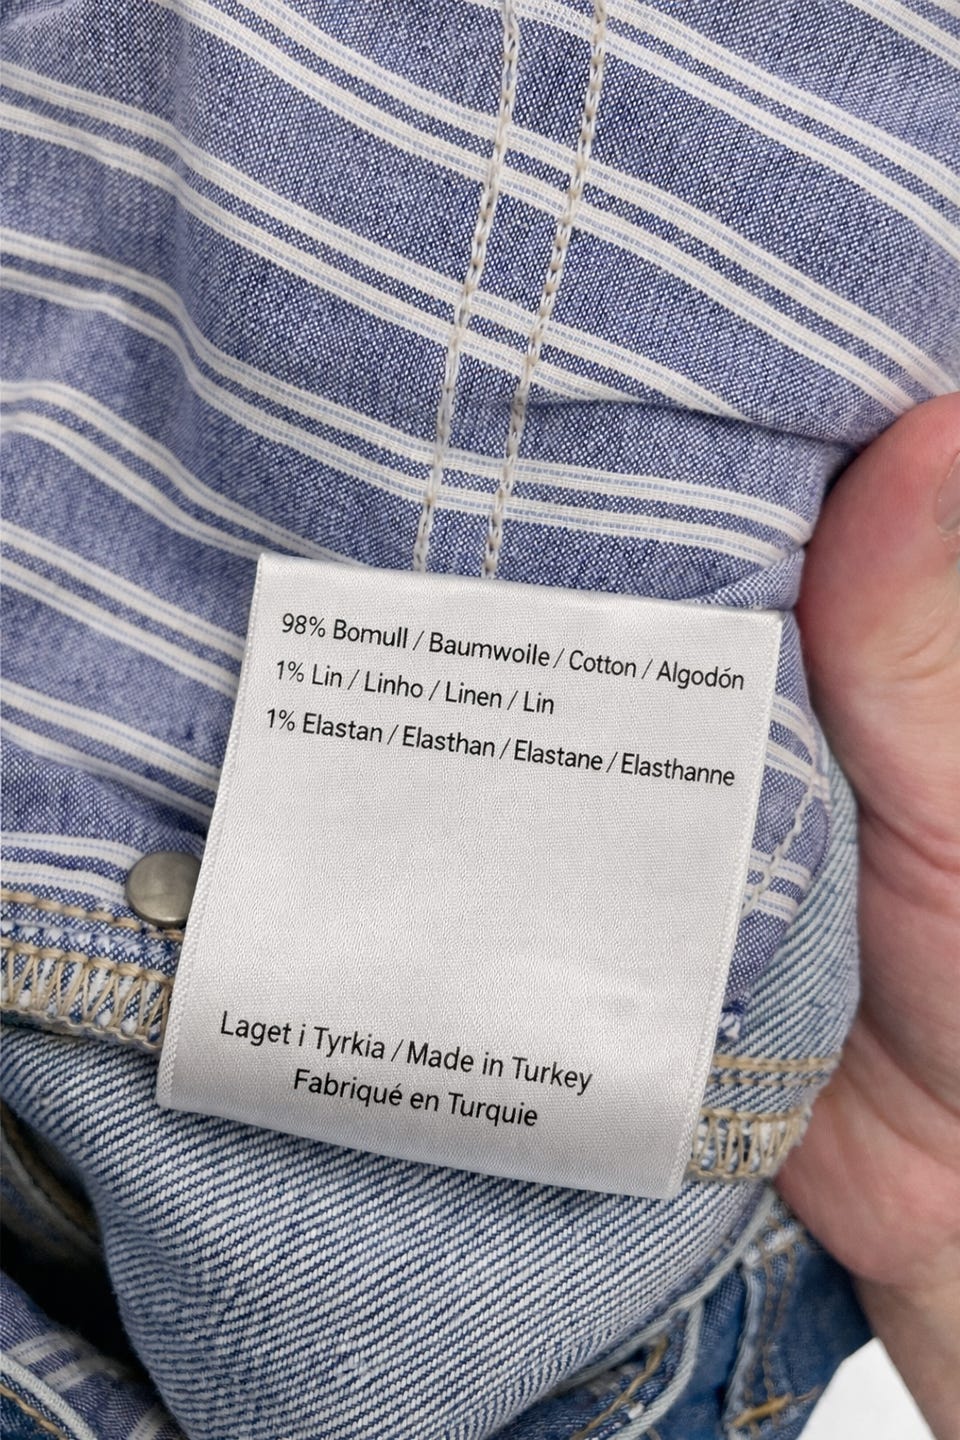 98% Bomull / Baumwoile / Cotton / Algodón
1% Lin / Linho / Linen / Lin
1% Elastan / Elasthan / Elastane / Elasthanne
Laget i Tyrkia / Made in Turkey
Fabriqué en Turquie